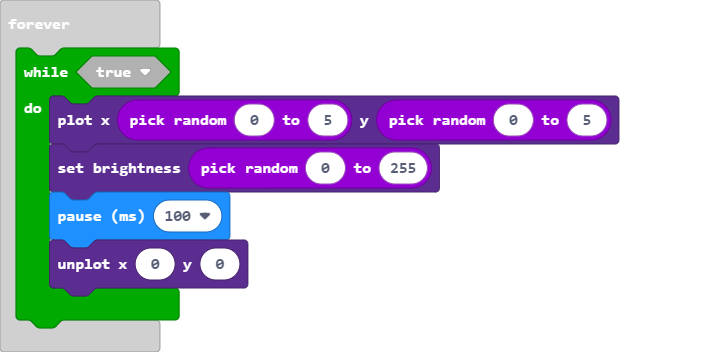 forever
while true
do
plot x pick random 0 to 5 y pick random 0 to 5
set brightness pick random 0 to 255
pause (ms) 100
unplot x 0 y 0